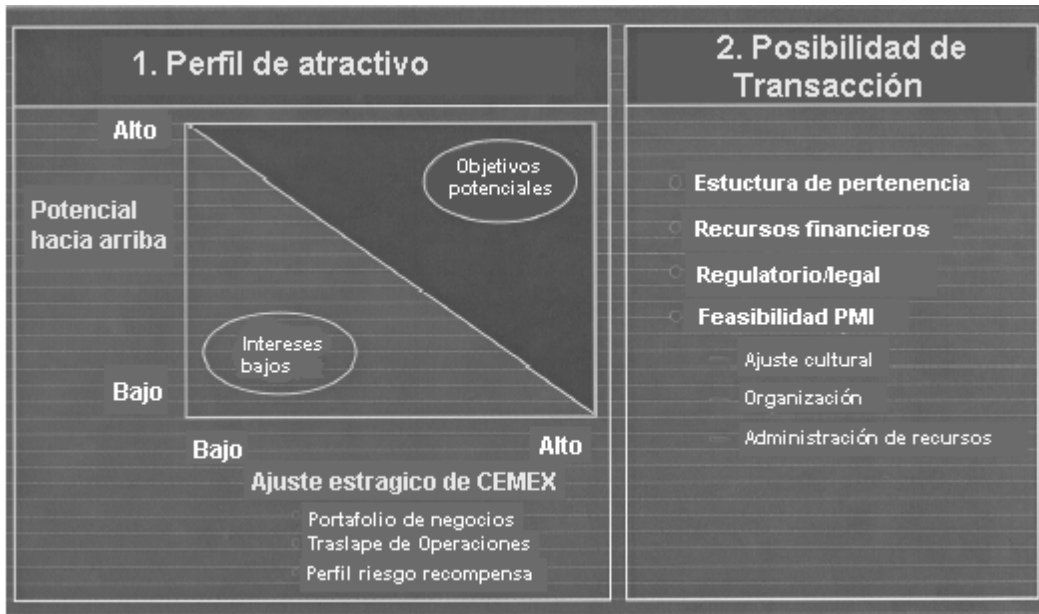 1. Perfil de atractivo
Alto
Potencial
hacia arriba
Objetivos
potenciales
Intereses
bajos
Bajo
Bajo
Alto
Ajuste estragico de CEMEX
Portafolio de negocios
Traslape de Operaciones
Perfil riesgo recompensa
2. Posibilidad de
Transacción
Estuctura de pertenencia
Recursos financieros
Regulatorio/legal
Feasibilidad PMI
Ajuste cultural
Organización
Administración de recursos